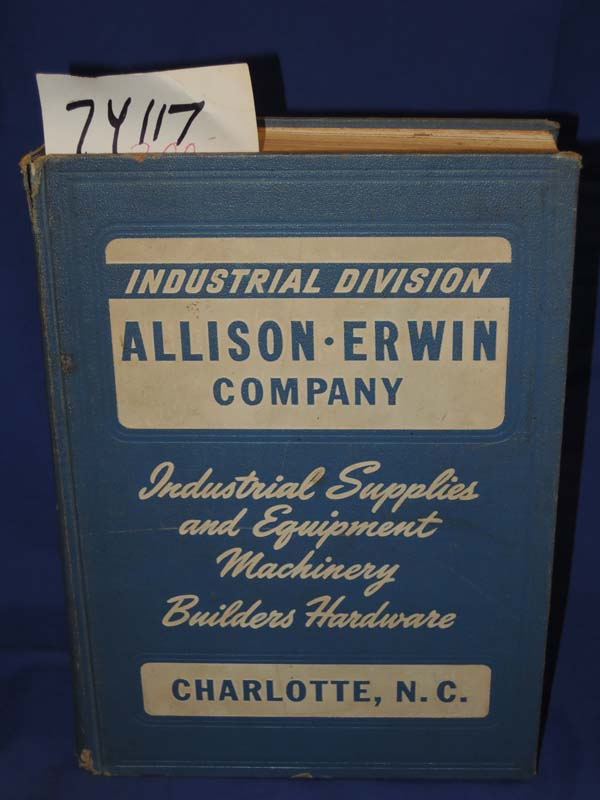 74117
INDUSTRIAL DIVISION
ALLISON·ERWIN
COMPANY
Industrial Supplies
and Equipment
Machinery
Builders Hardware
CHARLOTTE, N. C.